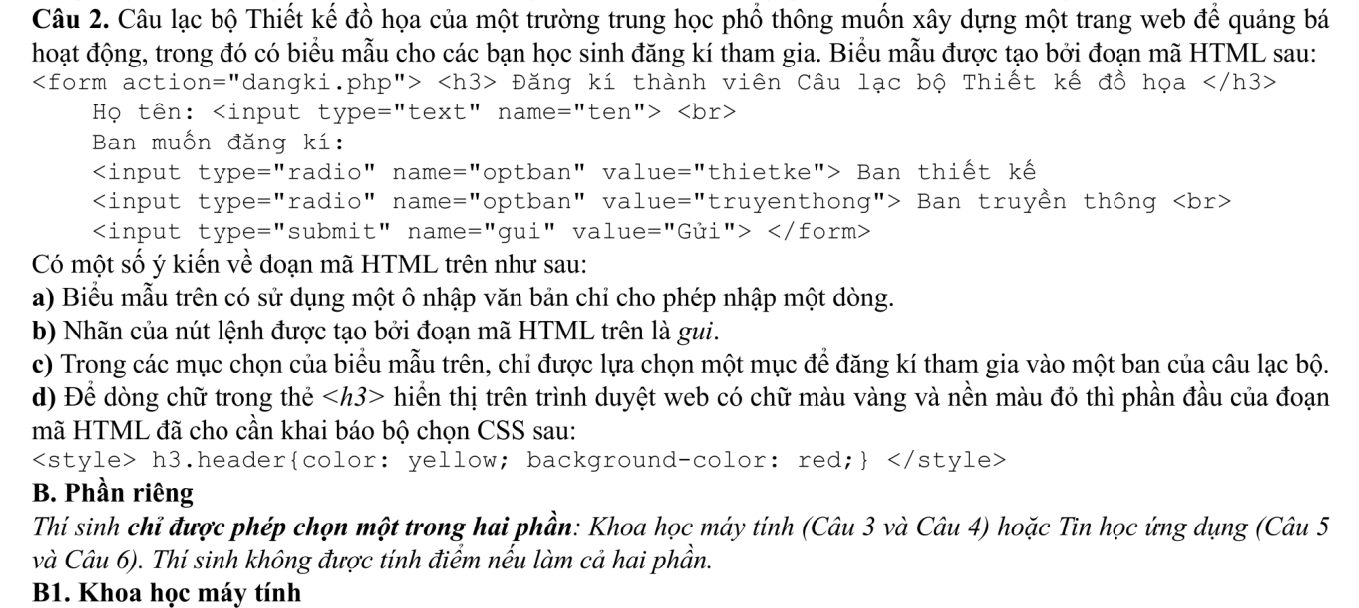 Câu 2. Câu lạc bộ Thiết kế đồ họa của một trường trung học phổ thông muốn xây dựng một trang web để quảng bá
hoạt động, trong đó có biểu mẫu cho các bạn học sinh đăng kí tham gia. Biểu mẫu được tạo bởi đoạn mã HTML sau:
<form action="dangki.php"> <h3> Đăng kí thành viên Câu lạc bộ Thiết kế đồ họa </h3>
Họ tên: <input type="text" name="ten"> <br>
Ban muốn đăng kí:
<input type="radio" name="optban" value="thietke"> Ban thiết kế
<input type="radio" name="optban" value="truyenthong"> Ban truyền thông <br>
<input type="submit" name="gui" value="Gửi"> </form>
Có một số ý kiến về đoạn mã HTML trên như sau:
a) Biểu mẫu trên có sử dụng một ô nhập văn bản chỉ cho phép nhập một dòng.
b) Nhãn của nút lệnh được tạo bởi đoạn mã HTML trên là gui.
c) Trong các mục chọn của biểu mẫu trên, chỉ được lựa chọn một mục để đăng kí tham gia vào một ban của câu lạc bộ.
d) Để dòng chữ trong thẻ <h3> hiển thị trên trình duyệt web có chữ màu vàng và nền màu đỏ thì phần đầu của đoạn
mã HTML đã cho cần khai báo bộ chọn CSS sau:
<style> h3.header{color: yellow; background-color: red;} </style>
B. Phần riêng
Thí sinh chỉ được phép chọn một trong hai phần: Khoa học máy tính (Câu 3 và Câu 4) hoặc Tin học ứng dụng (Câu 5
và Câu 6). Thí sinh không được tính điểm nếu làm cả hai phần.
B1. Khoa học máy tính